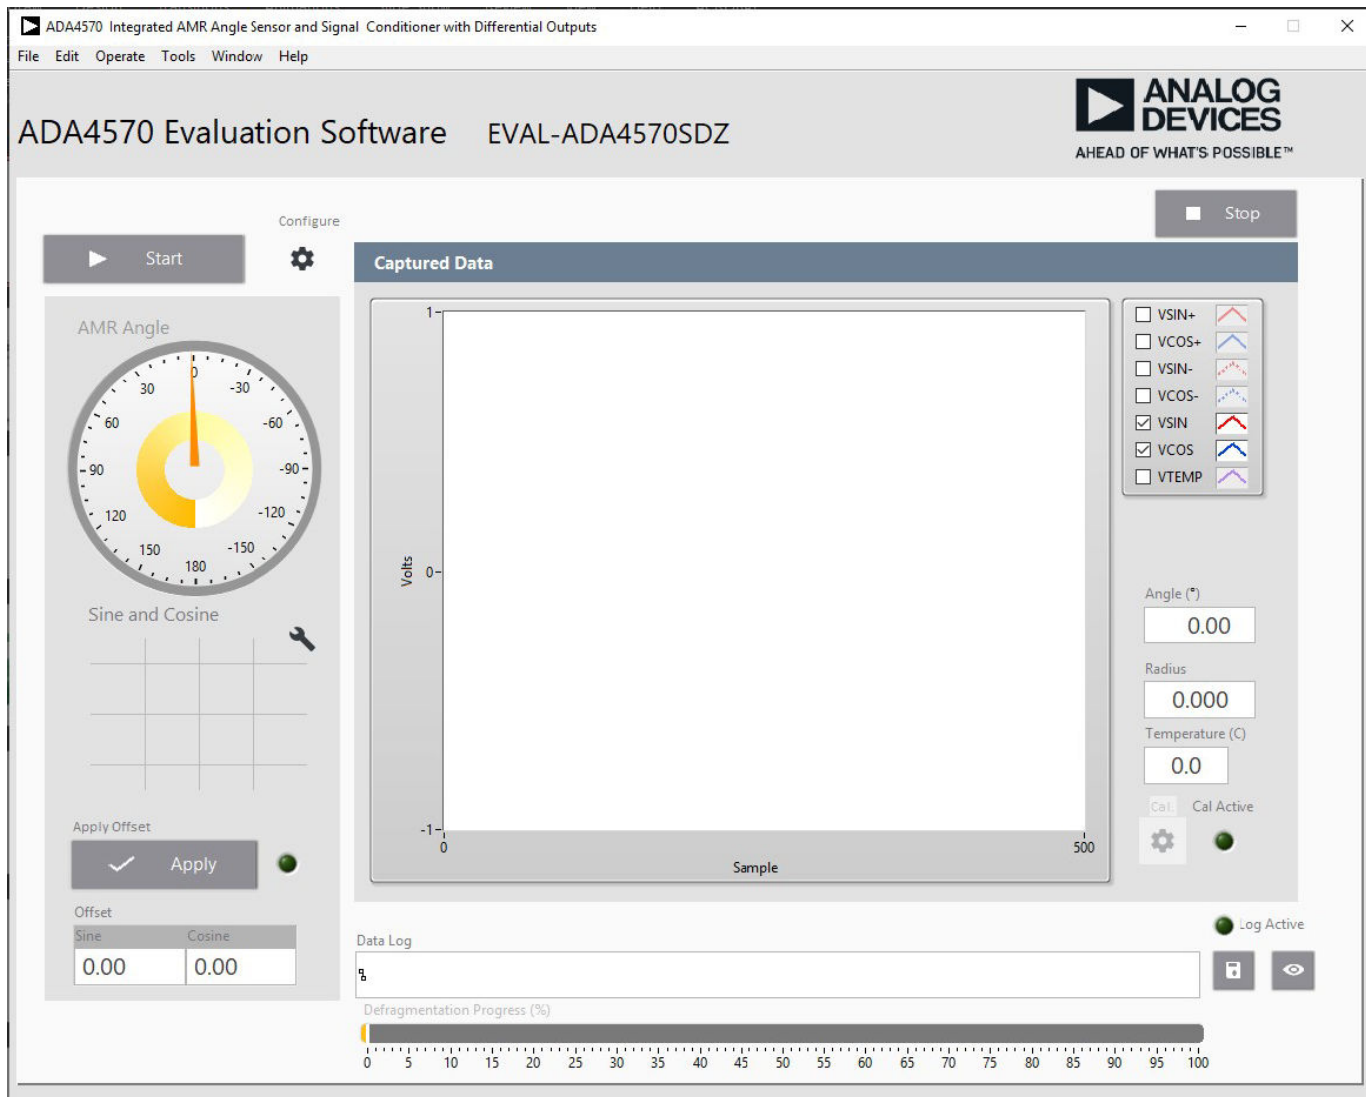 ADA4570 Integrated AMR Angle Sensor and Signal Conditioner with Differential Outputs
File Edit Operate Tools Window Help
ADA4570 Evaluation Software EVAL-ADA4570SDZ
ANALOG
DEVICES
AHEAD OF WHAT'S POSSIBLE™
Stop
Configure
Start
Captured Data
AMR Angle
0
30
-30
60
-60
90
-90
120
-120
150
-150
180
Sine and Cosine
Apply Offset
Apply
Offset
Sine Cosine
0.00 0.00
1
0
-1
Volts
0
500
Sample
VSIN+
VCOS+
VSIN-
VCOS-
VSIN
VCOS
VTEMP
Angle (°)
0.00
Radius
0.000
Temperature (C)
0.0
Cal. Cal Active
Log Active
Data Log
Defragmentation Progress (%)
0 5 10 15 20 25 30 35 40 45 50 55 60 65 70 75 80 85 90 95 100